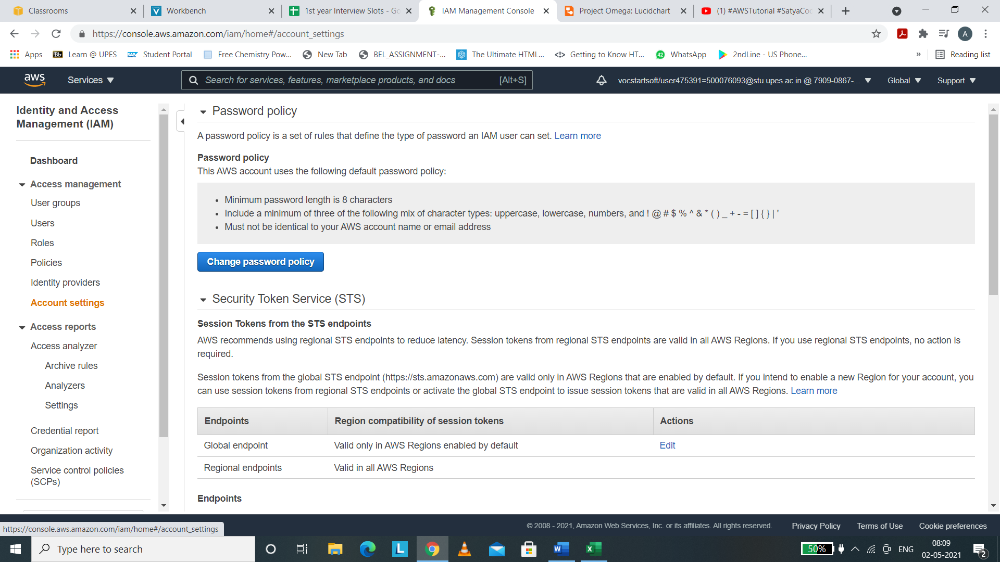 Classrooms
Workbench
1st year Interview Slots - Go
IAM Management Console
Project Omega: Lucidchart
(1) #AWSTutorial #SatyaCo
https://console.aws.amazon.com/iam/home#/account_settings
A
Apps
Bb Learn @ UPES
SAP Student Portal
Free Chemistry Pow...
New Tab
BEL_ASSIGNMENT-...
The Ultimate HTML...
Getting to Know HT...
42 WhatsApp
2ndLine - US Phone...
»
Reading list
aws
Services
Search for services, features, marketplace products, and docs [Alt+S]
vocstartsoft/user475391=500076093@stu.upes.ac.in @ 7909-0867-...
Global
Support
Identity and Access
Management (IAM)
Dashboard
Access management
User groups
Users
Roles
Policies
Identity providers
Account settings
Access reports
Access analyzer
Archive rules
Analyzers
Settings
Credential report
Organization activity
Service control policies
(SCPs)
Password policy
A password policy is a set of rules that define the type of password an IAM user can set. Learn more
Password policy
This AWS account uses the following default password policy:
• Minimum password length is 8 characters
• Include a minimum of three of the following mix of character types: uppercase, lowercase, numbers, and ! @ # $ % ^ & * ( ) _ + - = [ ] { } | '
• Must not be identical to your AWS account name or email address
Change password policy
Security Token Service (STS)
Session Tokens from the STS endpoints
AWS recommends using regional STS endpoints to reduce latency. Session tokens from regional STS endpoints are valid in all AWS Regions. If you use regional STS endpoints, no action is
required.
Session tokens from the global STS endpoint (https://sts.amazonaws.com) are valid only in AWS Regions that are enabled by default. If you intend to enable a new Region for your account, you
can use session tokens from regional STS endpoints or activate the global STS endpoint to issue session tokens that are valid in all AWS Regions. Learn more
Endpoints Region compatibility of session tokens Actions
Global endpoint Valid only in AWS Regions enabled by default Edit
Regional endpoints Valid in all AWS Regions
Endpoints
© 2008 - 2021, Amazon Web Services, Inc. or its affiliates. All rights reserved.
Privacy Policy
Terms of Use
Cookie preferences
https://console.aws.amazon.com/iam/home#/account_settings
Type here to search
50%
ENG
08:09
02-05-2021
2